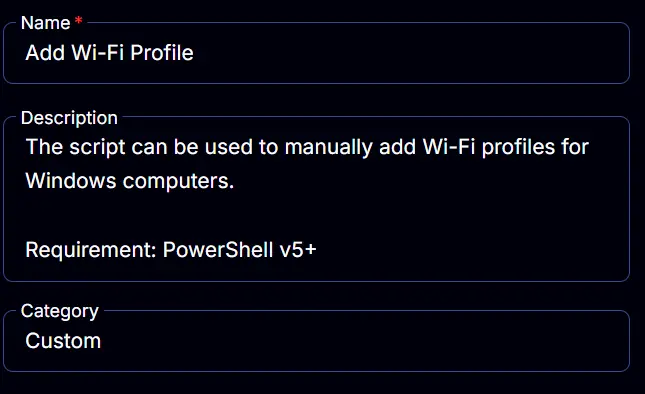 Name *
Add Wi-Fi Profile
Description
The script can be used to manually add Wi-Fi profiles for
Windows computers.
Requirement: PowerShell v5+
Category
Custom